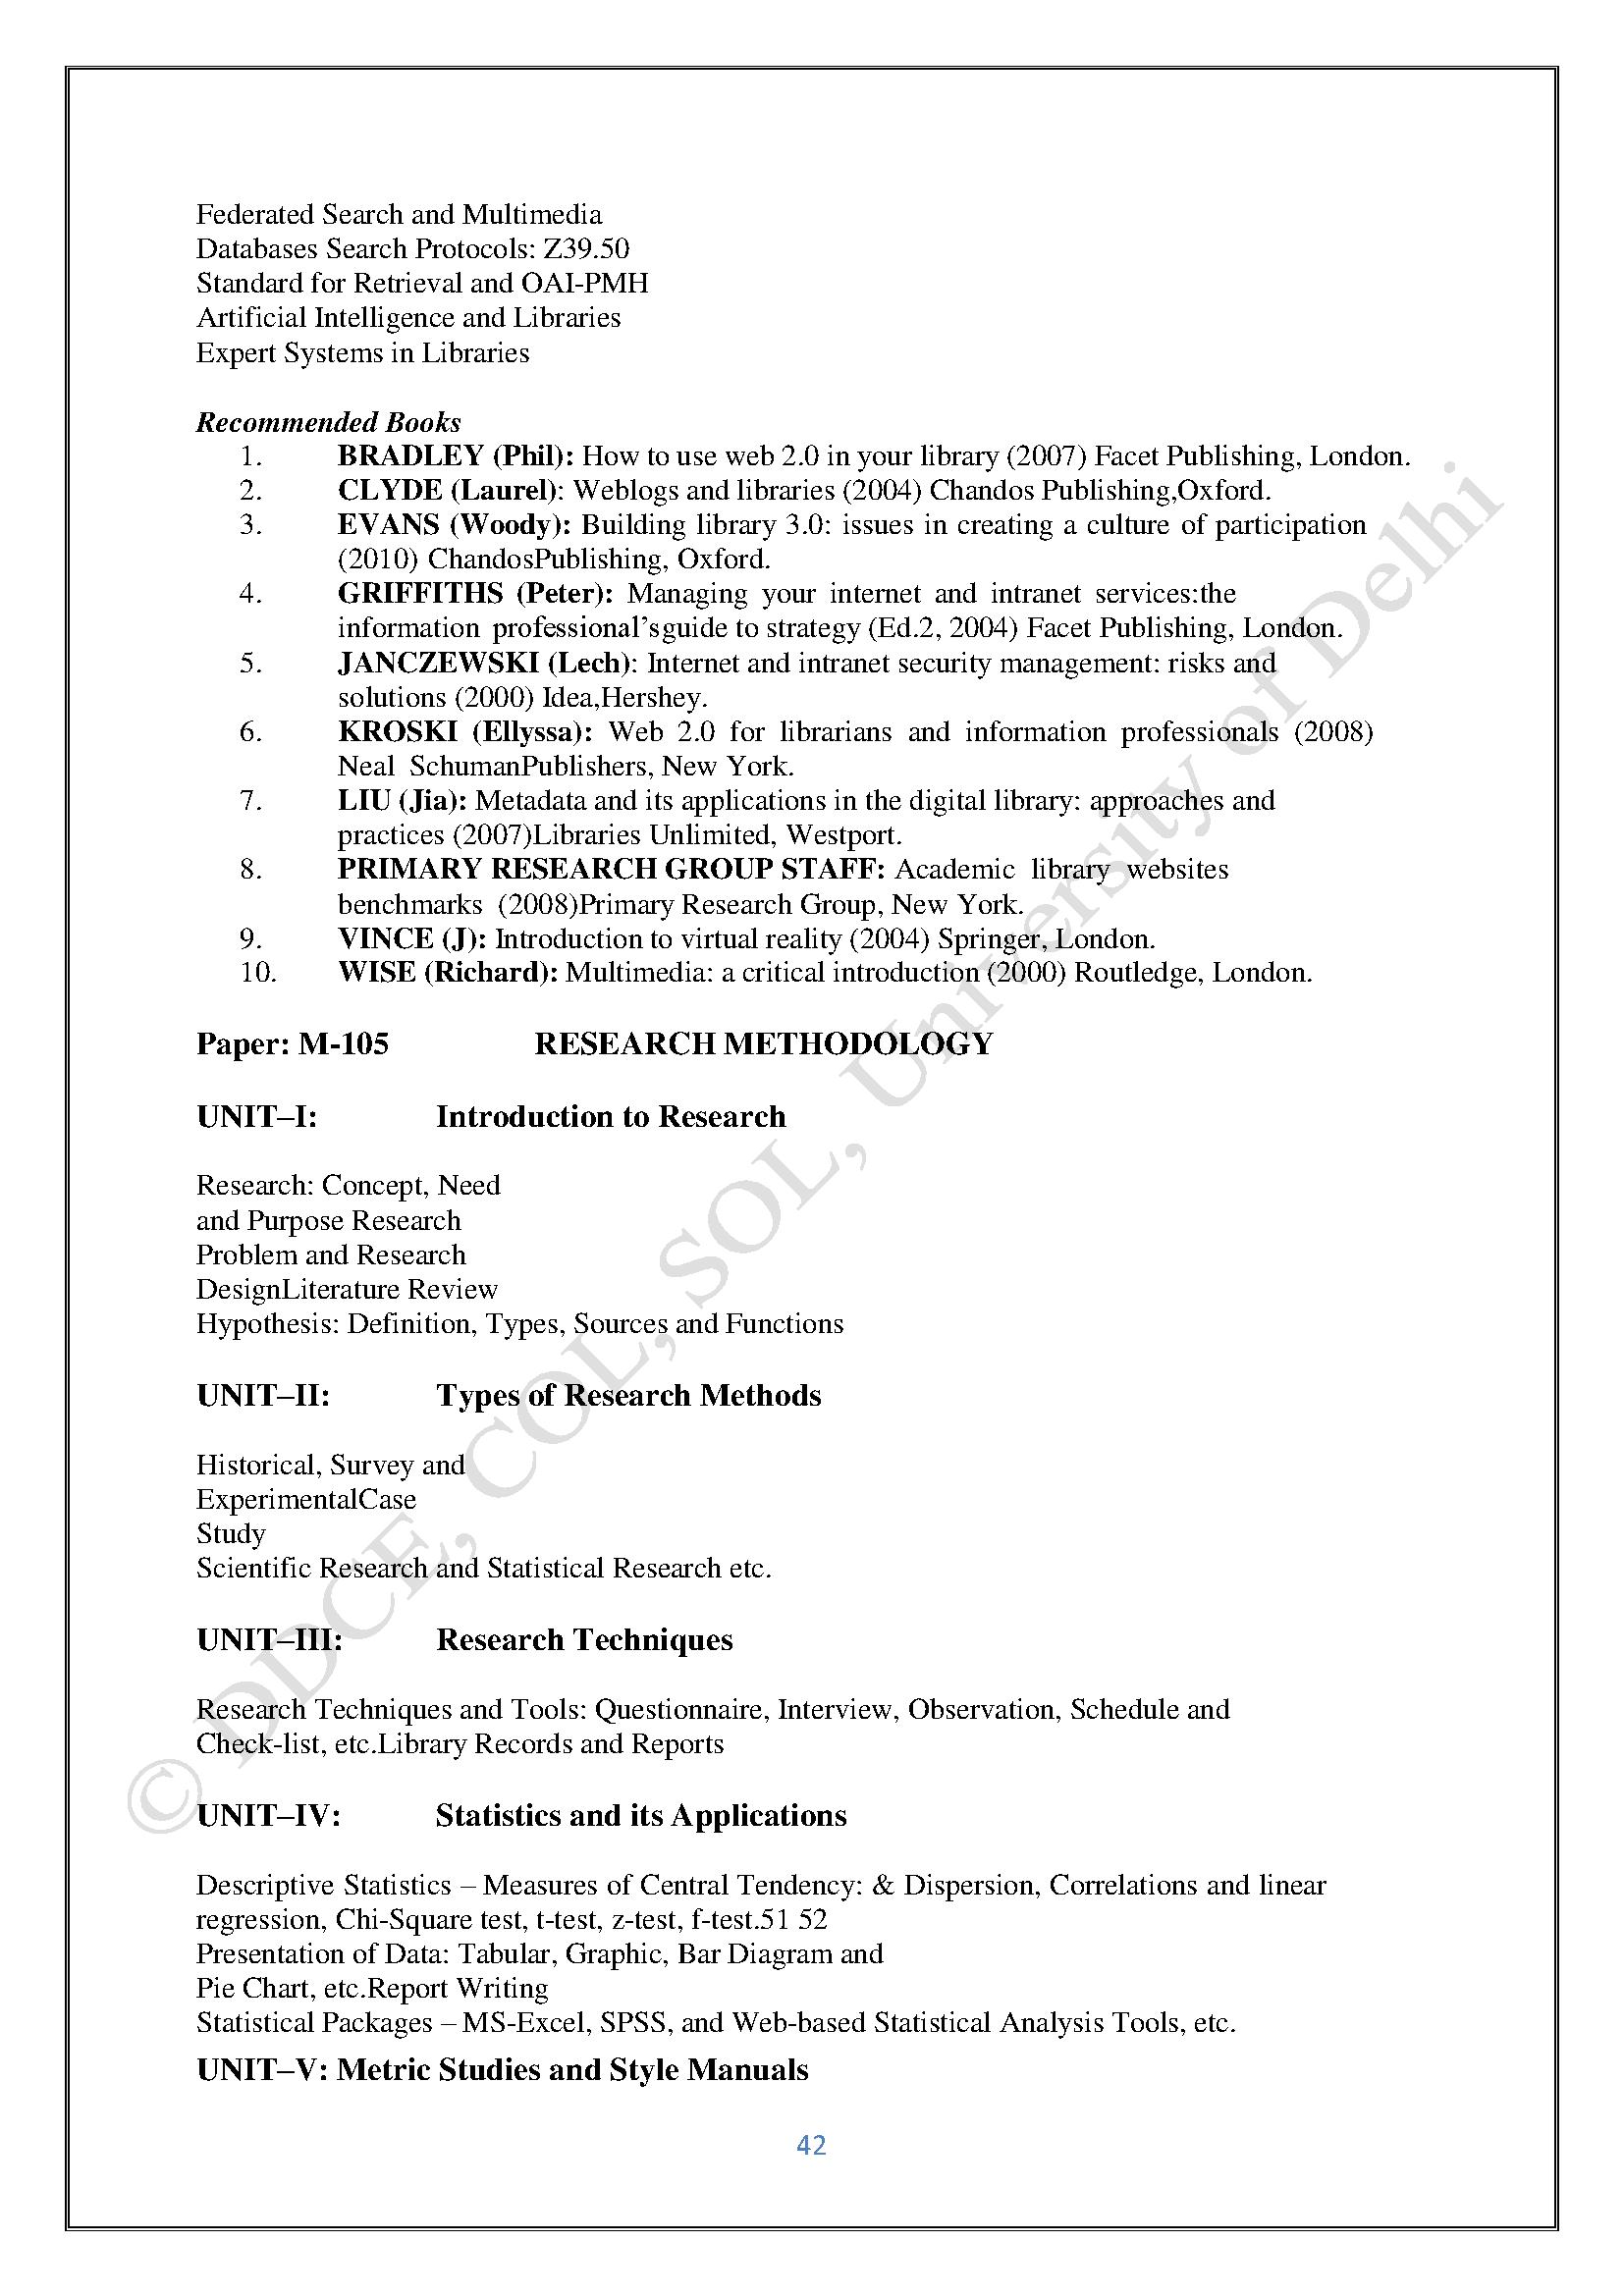 Federated Search and Multimedia
Databases Search Protocols: Z39.50
Standard for Retrieval and OAI-PMH
Artificial Intelligence and Libraries
Expert Systems in Libraries
Recommended Books
1. BRADLEY (Phil): How to use web 2.0 in your library (2007) Facet Publishing, London.
2. CLYDE (Laurel): Weblogs and libraries (2004) Chandos Publishing,Oxford.
3. EVANS (Woody): Building library 3.0: issues in creating a culture of participation
(2010) ChandosPublishing, Oxford.
4. GRIFFITHS (Peter): Managing your internet and intranet services:the
information professional’sguide to strategy (Ed.2, 2004) Facet Publishing, London.
5. JANCZEWSKI (Lech): Internet and intranet security management: risks and
solutions (2000) Idea,Hershey.
6. KROSKI (Ellyssa): Web 2.0 for librarians and information professionals (2008)
Neal SchumanPublishers, New York.
7. LIU (Jia): Metadata and its applications in the digital library: approaches and
practices (2007)Libraries Unlimited, Westport.
8. PRIMARY RESEARCH GROUP STAFF: Academic library websites
benchmarks (2008)Primary Research Group, New York.
9. VINCE (J): Introduction to virtual reality (2004) Springer, London.
10. WISE (Richard): Multimedia: a critical introduction (2000) Routledge, London.
Paper: M-105 RESEARCH METHODOLOGY
UNIT–I: Introduction to Research
Research: Concept, Need
and Purpose Research
Problem and Research
DesignLiterature Review
Hypothesis: Definition, Types, Sources and Functions
UNIT–II: Types of Research Methods
Historical, Survey and
ExperimentalCase
Study
Scientific Research and Statistical Research etc.
UNIT–III: Research Techniques
Research Techniques and Tools: Questionnaire, Interview, Observation, Schedule and
Check-list, etc.Library Records and Reports
UNIT–IV: Statistics and its Applications
Descriptive Statistics – Measures of Central Tendency: & Dispersion, Correlations and linear
regression, Chi-Square test, t-test, z-test, f-test.51 52
Presentation of Data: Tabular, Graphic, Bar Diagram and
Pie Chart, etc.Report Writing
Statistical Packages – MS-Excel, SPSS, and Web-based Statistical Analysis Tools, etc.
UNIT–V: Metric Studies and Style Manuals
42
© DDCE, COL, SOL, University of Delhi